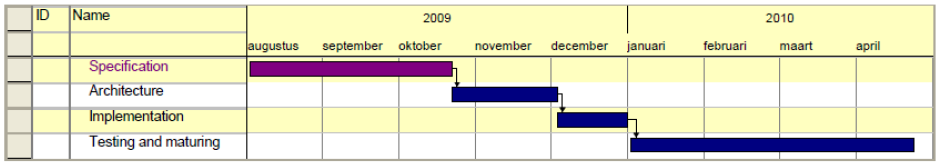 ID Name 2009 2010
augustus september oktober november december januari februari maart april
Specification
Architecture
Implementation
Testing and maturing